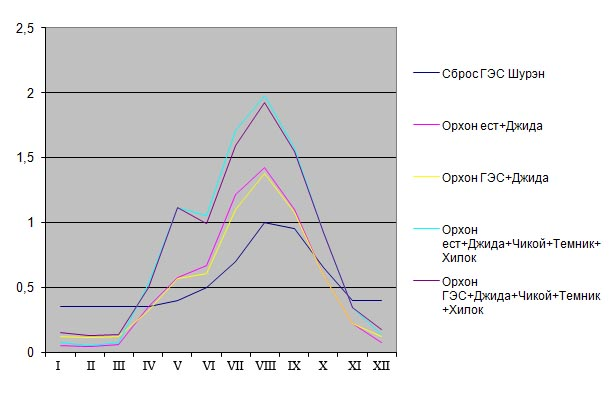 2,5
2
1,5
1
0,5
0
I II III IV V VI VII VIII IX X XI XII
Сброс ГЭС Шурэн
Орхон ест+Джида
Орхон ГЭС+Джида
Орхон
ест+Джида+Чикой+Темник+
Хилок
Орхон
ГЭС+Джида+Чикой+Темник
+Хилок